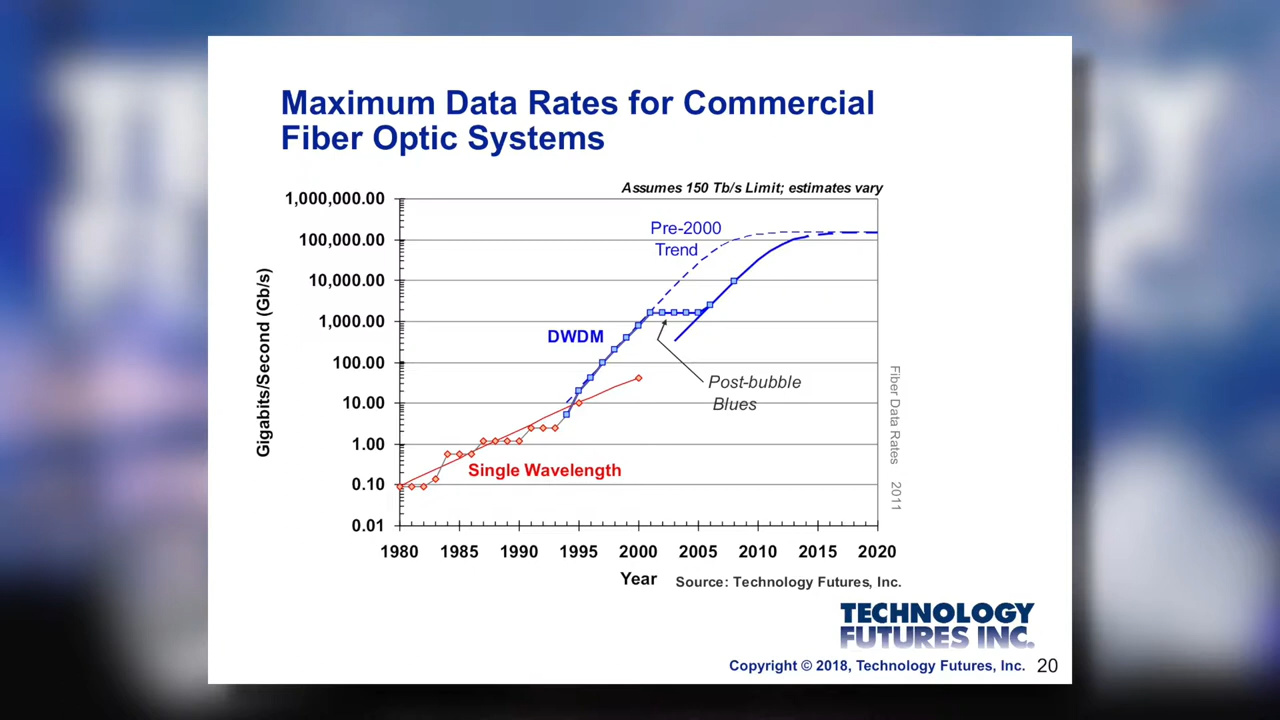 Maximum Data Rates for Commercial
Fiber Optic Systems
Assumes 150 Tb/s Limit; estimates vary
1,000,000.00
100,000.00
10,000.00
1,000.00
100.00
10.00
1.00
0.10
0.01
Gigabits/Second (Gb/s)
Pre-2000
Trend
DWDM
Post-bubble
Blues
Single Wavelength
Fiber Data Rates 2011
1980 1985 1990 1995 2000 2005 2010 2015 2020
Year
Source: Technology Futures, Inc.
TECHNOLOGY
FUTURES INC.
Copyright © 2018, Technology Futures, Inc. 20